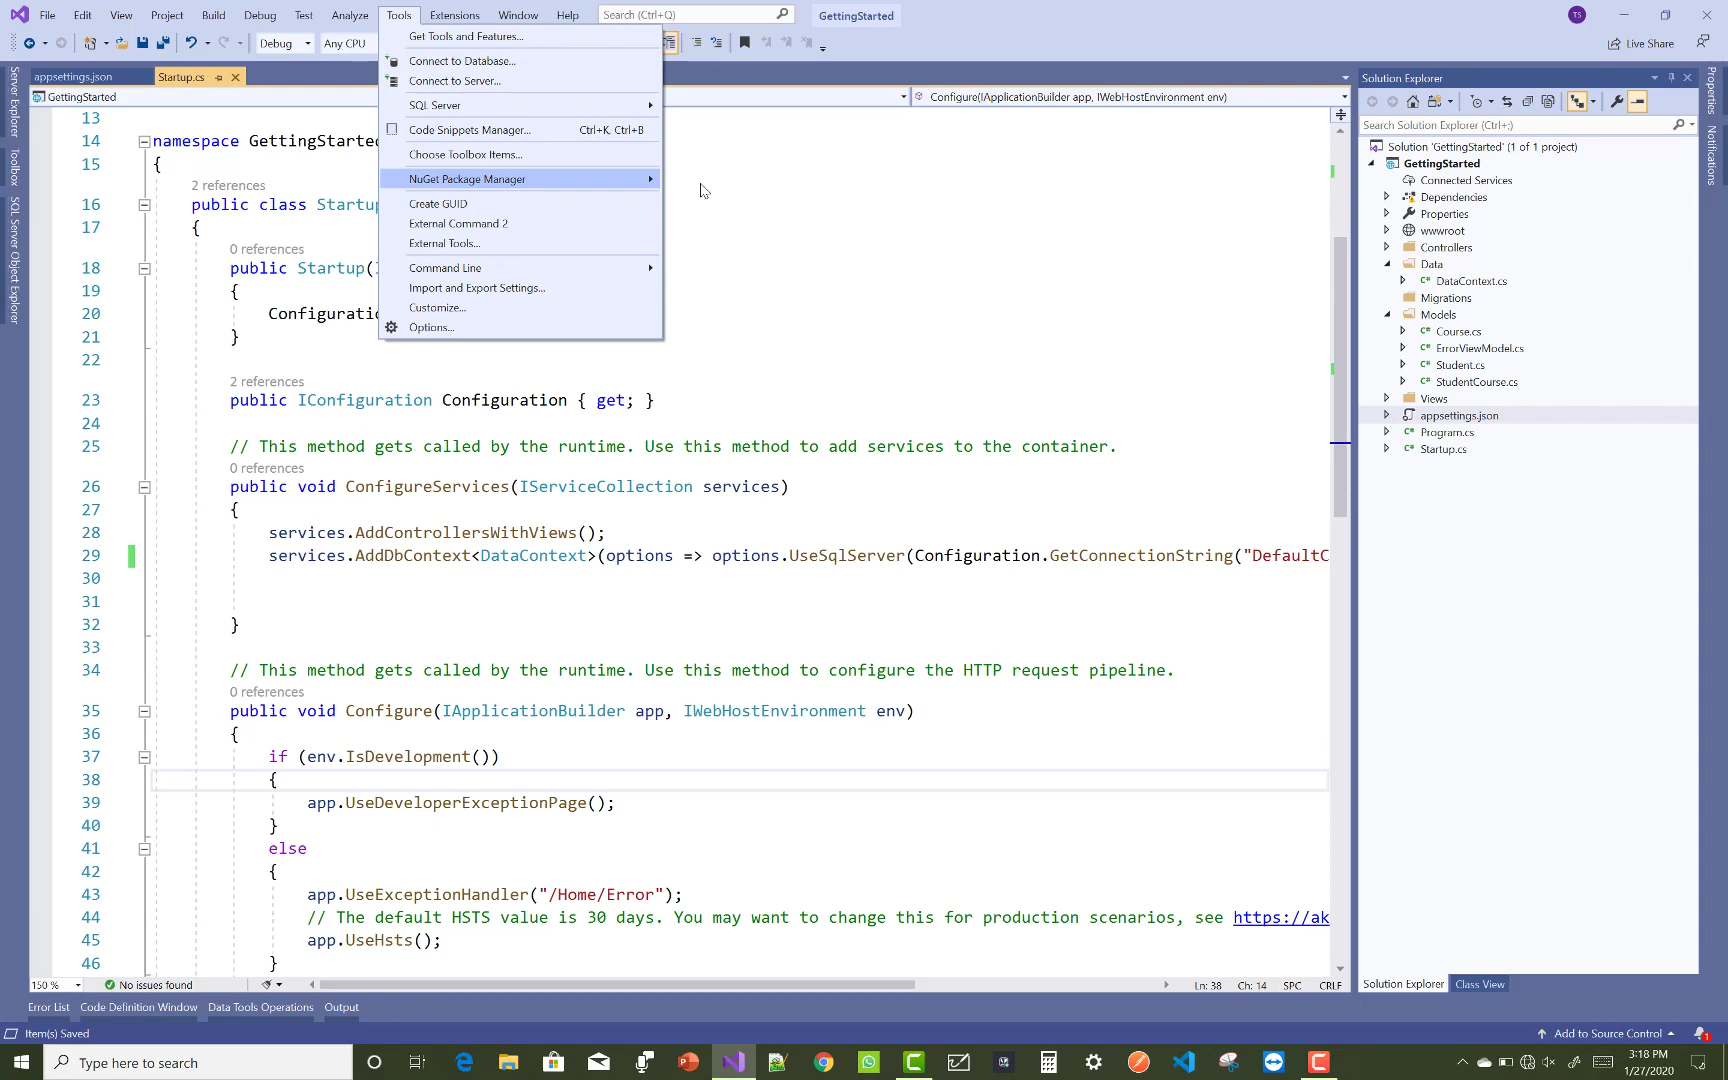 File Edit View Project Build Debug Test Analyze Tools Extensions Window Help Search (Ctrl+Q) GettingStarted TS
Debug Any CPU Live Share
appsettings.json Startup.cs
GettingStarted Configure(IApplicationBuilder app, IWebHostEnvironment env)
Get Tools and Features...
Connect to Database...
Connect to Server...
SQL Server
Code Snippets Manager... Ctrl+K, Ctrl+B
Choose Toolbox Items...
NuGet Package Manager
Create GUID
External Command 2
External Tools...
Command Line
Import and Export Settings...
Customize...
Options...
Server Explorer
Toolbox
SQL Server Object Explorer
13
14 namespace GettingStarted
15 {
2 references
16 public class Startup
17 {
0 references
18 public Startup(I
19 {
20 Configuratio
21 }
22
2 references
23 public IConfiguration Configuration { get; }
24
25 // This method gets called by the runtime. Use this method to add services to the container.
0 references
26 public void ConfigureServices(IServiceCollection services)
27 {
28 services.AddControllersWithViews();
29 services.AddDbContext<DataContext>(options => options.UseSqlServer(Configuration.GetConnectionString("DefaultC
30
31
32 }
33
34 // This method gets called by the runtime. Use this method to configure the HTTP request pipeline.
0 references
35 public void Configure(IApplicationBuilder app, IWebHostEnvironment env)
36 {
37 if (env.IsDevelopment())
38 {
39 app.UseDeveloperExceptionPage();
40 }
41 else
42 {
43 app.UseExceptionHandler("/Home/Error");
44 // The default HSTS value is 30 days. You may want to change this for production scenarios, see https://ak
45 app.UseHsts();
46 }
150 % No issues found Ln: 38 Ch: 14 SPC CRLF
Solution Explorer
Search Solution Explorer (Ctrl+;)
Solution 'GettingStarted' (1 of 1 project)
GettingStarted
Connected Services
Dependencies
Properties
wwwroot
Controllers
Data
C# DataContext.cs
Migrations
Models
C# Course.cs
C# ErrorViewModel.cs
C# Student.cs
C# StudentCourse.cs
Views
appsettings.json
C# Program.cs
C# Startup.cs
Solution Explorer Class View
Properties
Notifications
Error List Code Definition Window Data Tools Operations Output
Item(s) Saved Add to Source Control 1
Type here to search
3:18 PM
1/27/2020